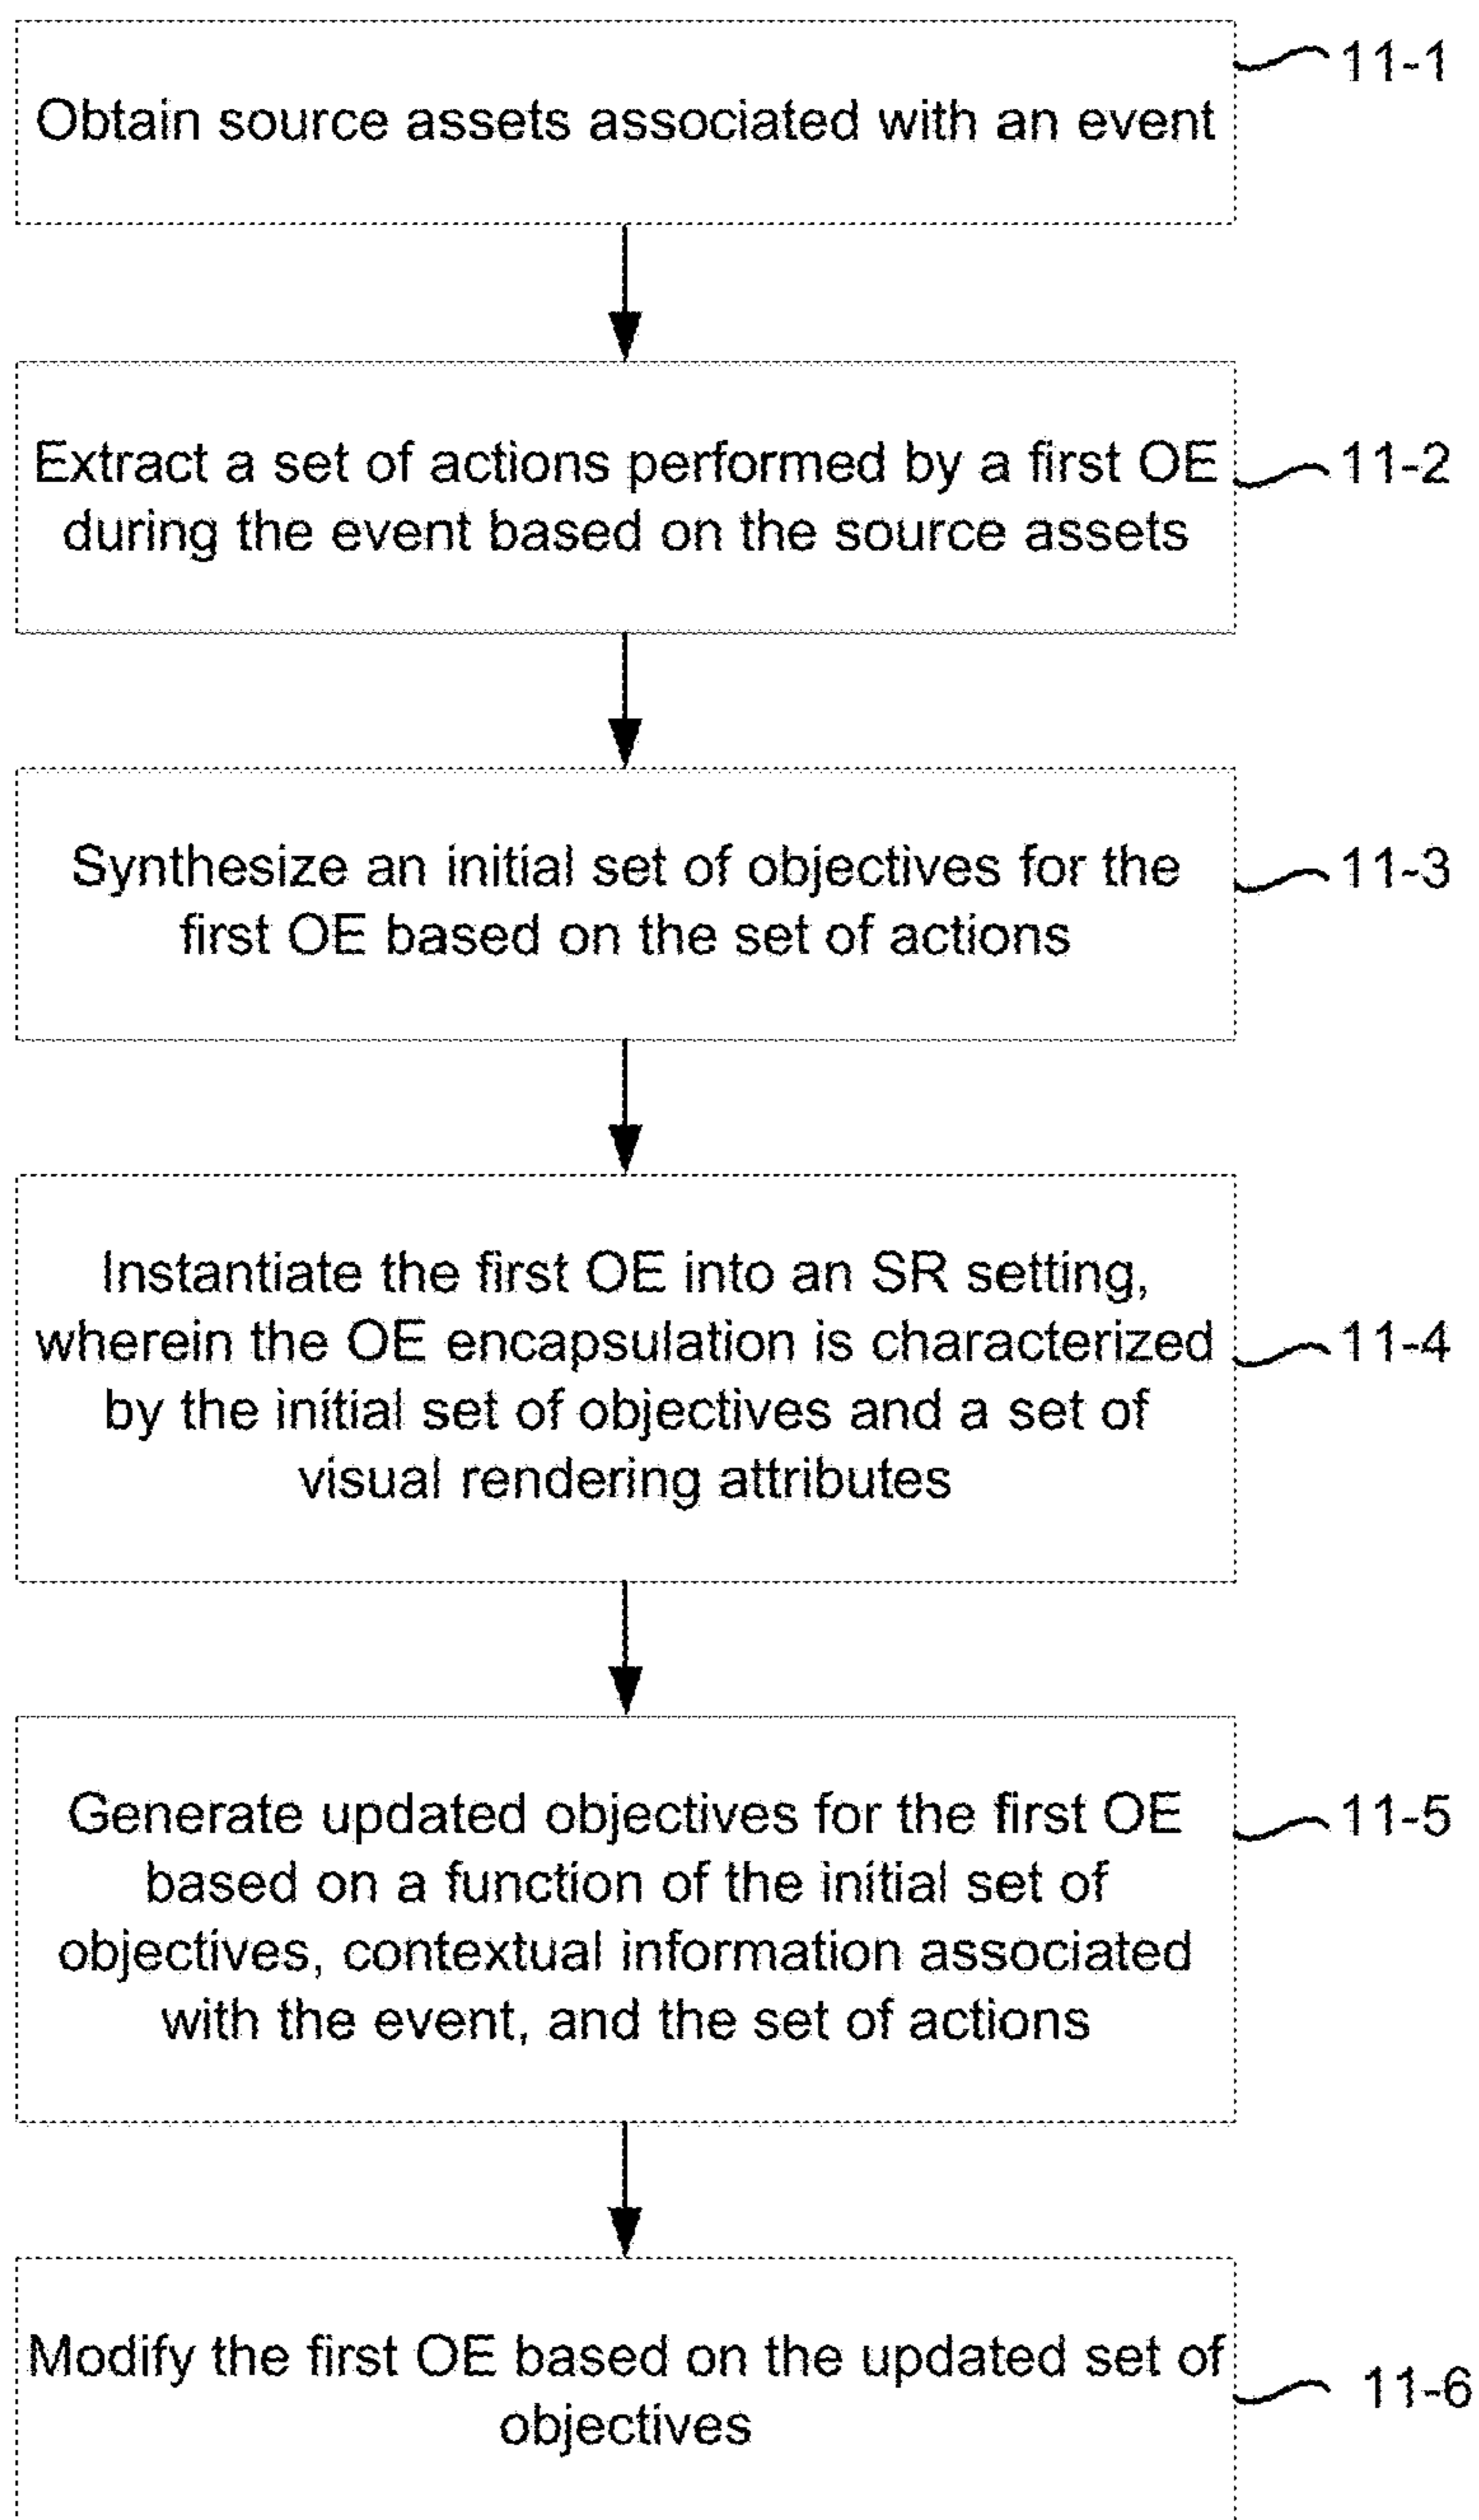 11-1
Obtain source assets associated with an event
Extract a set of actions performed by a first OE
11-2
during the event based on the source assets
Synthesize an initial set of objectives for the
11-3
first OE based on the set of actions
Instantiate the first OE into an SR setting,
wherein the OE encapsulation is characterized
11-4
by the initial set of objectives and a set of
visual rendering attributes
Generate updated objectives for the first OE
11-5
based on a function of the initial set of
objectives, contextual information associated
with the event, and the set of actions
Modify the first OE based on the updated set of
11-6
objectives